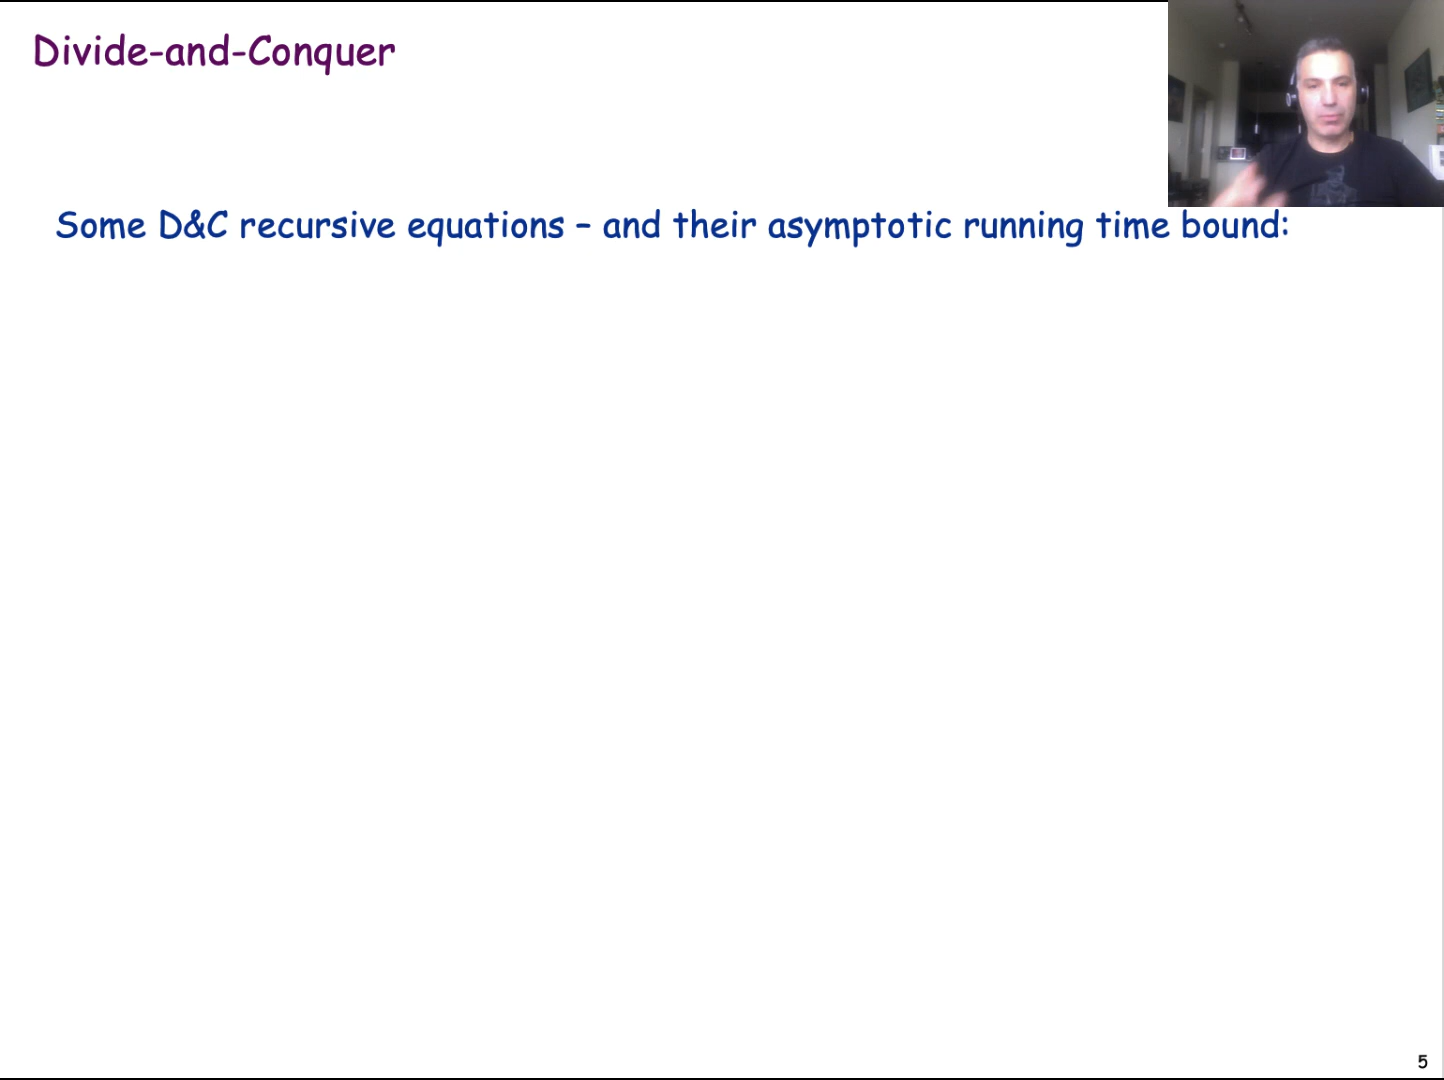 Divide-and-Conquer
Some D&C recursive equations – and their asymptotic running time bound:
5